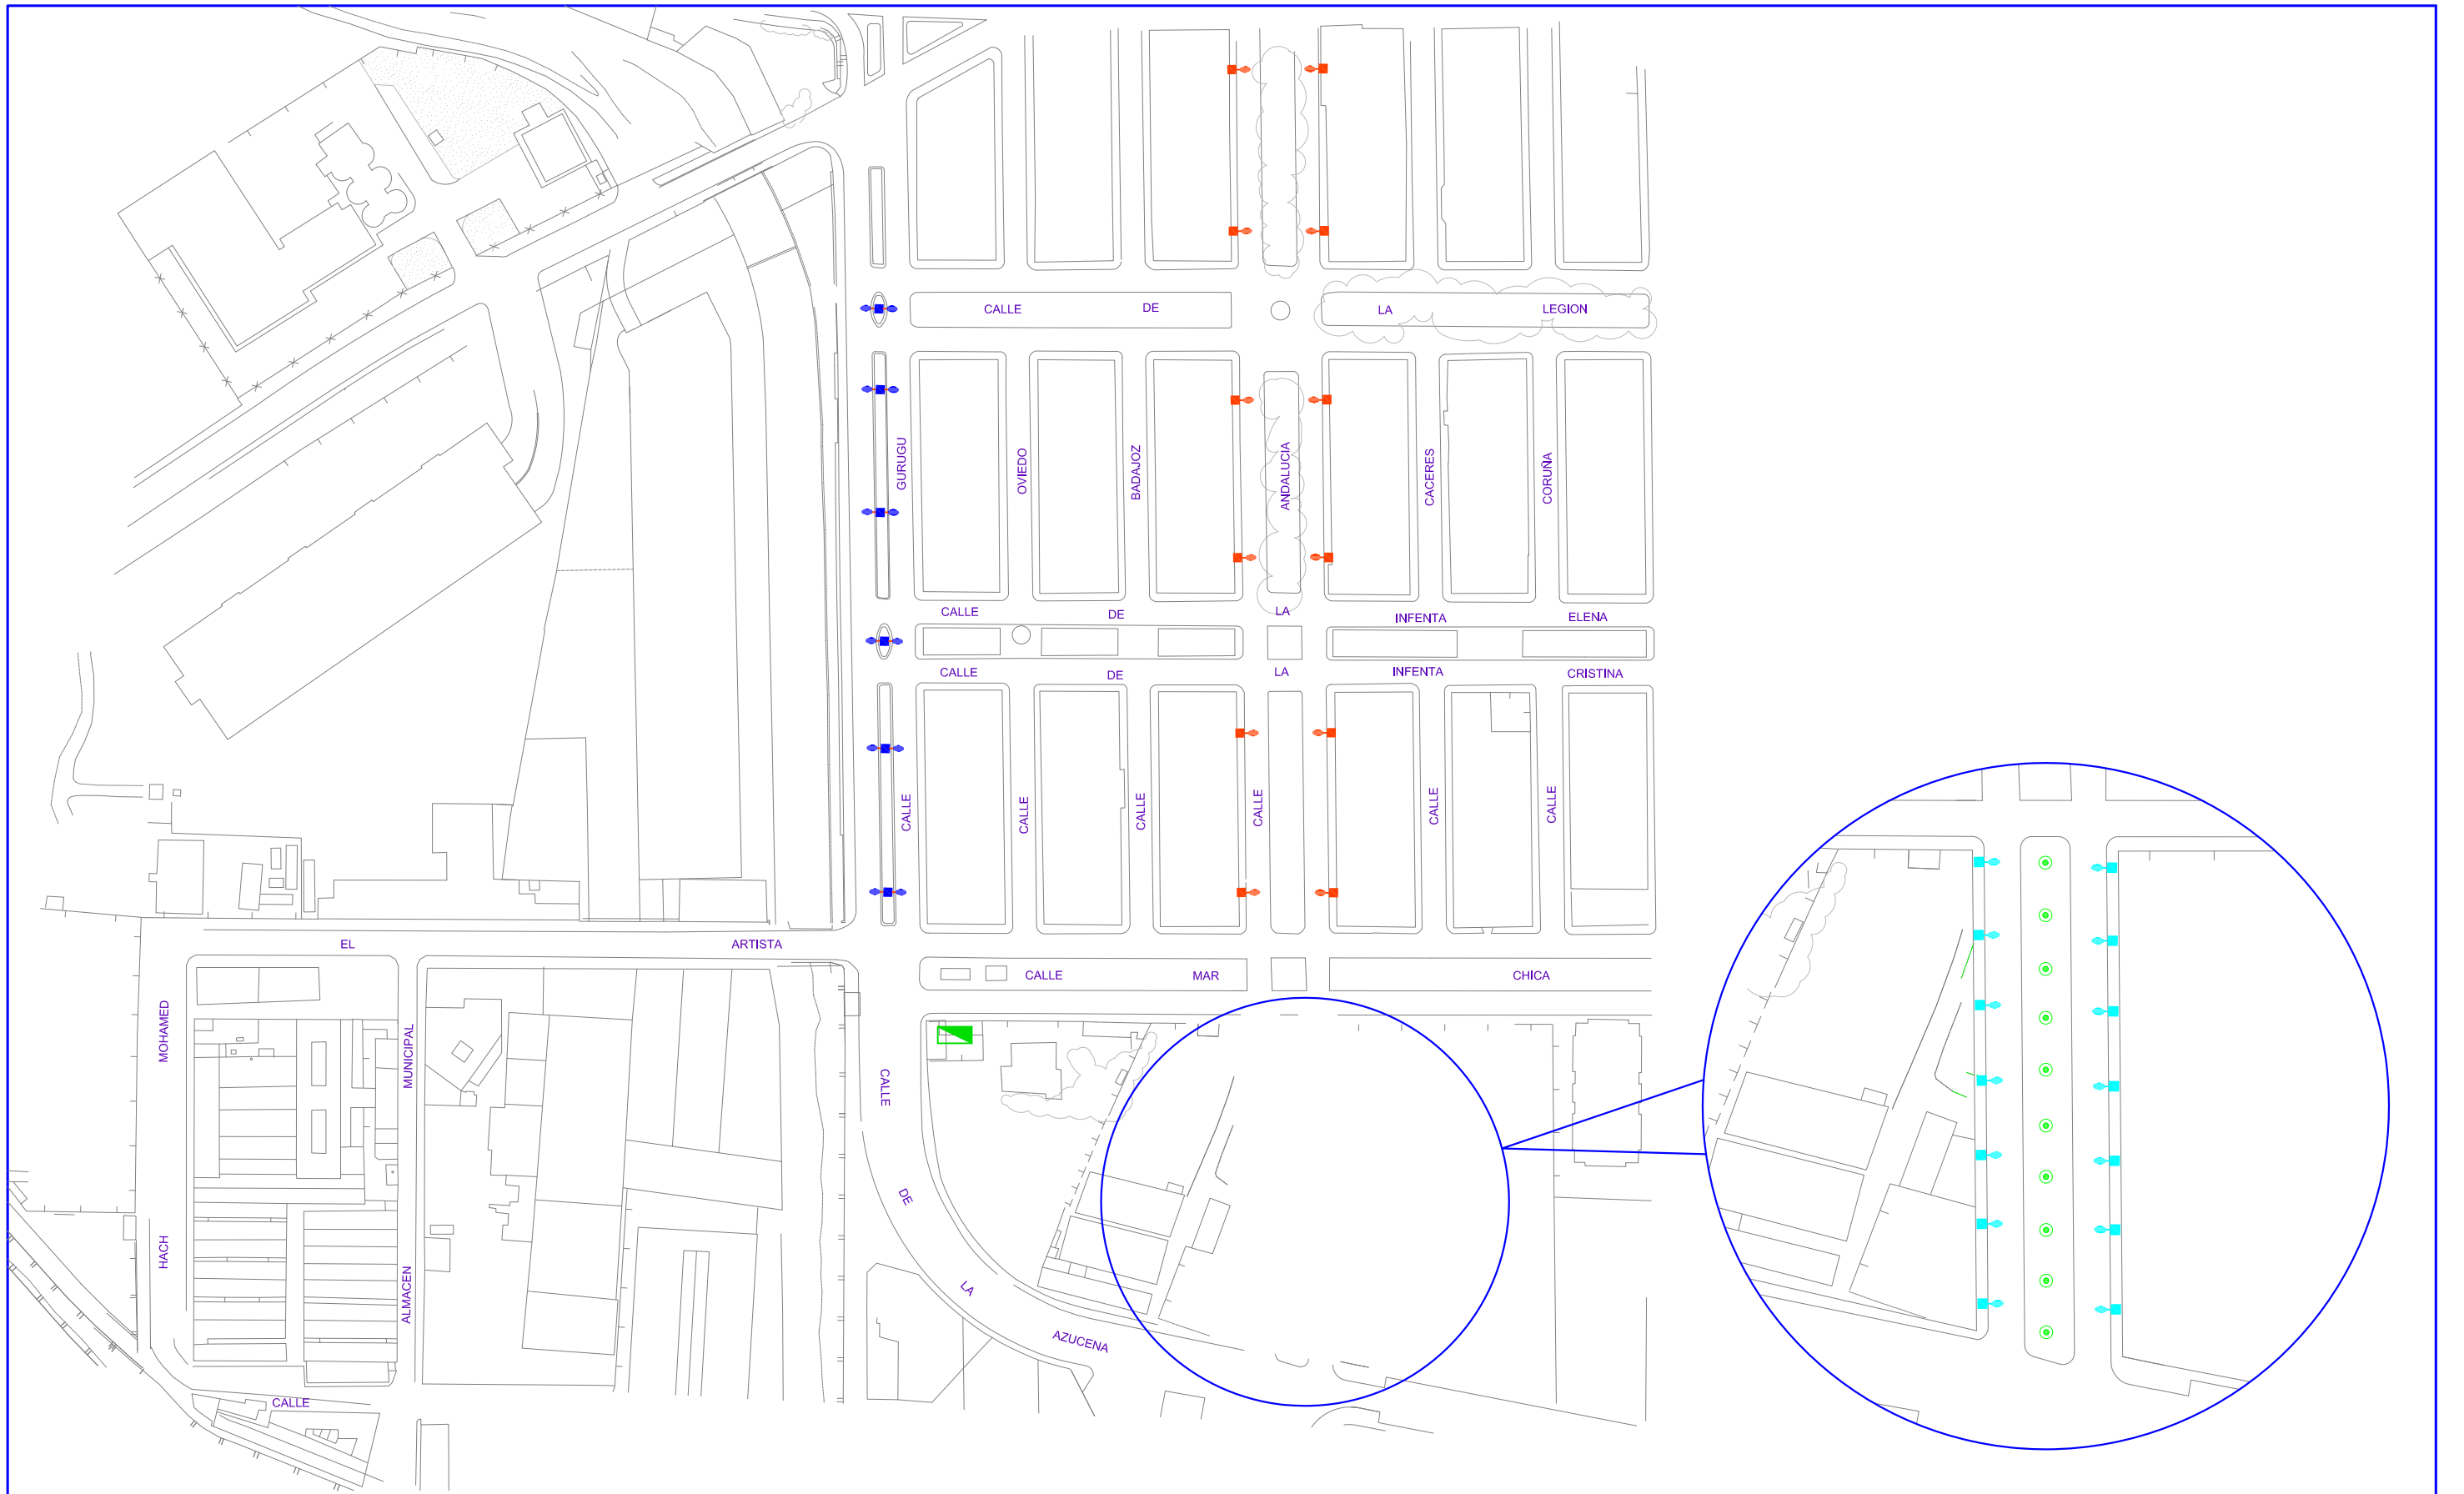 CALLE DE LA LEGION
GURUGU
OVIEDO
BADAJOZ
ANDALUCIA
CACERES
CORUÑA
CALLE DE LA INFENTA ELENA
CALLE DE LA INFENTA CRISTINA
CALLE
CALLE
CALLE
CALLE
CALLE
CALLE
EL ARTISTA
CALLE MAR CHICA
MOHAMED
MUNICIPAL
CALLE
DE
LA
AZUCENA
HACH
ALMACEN
CALLE